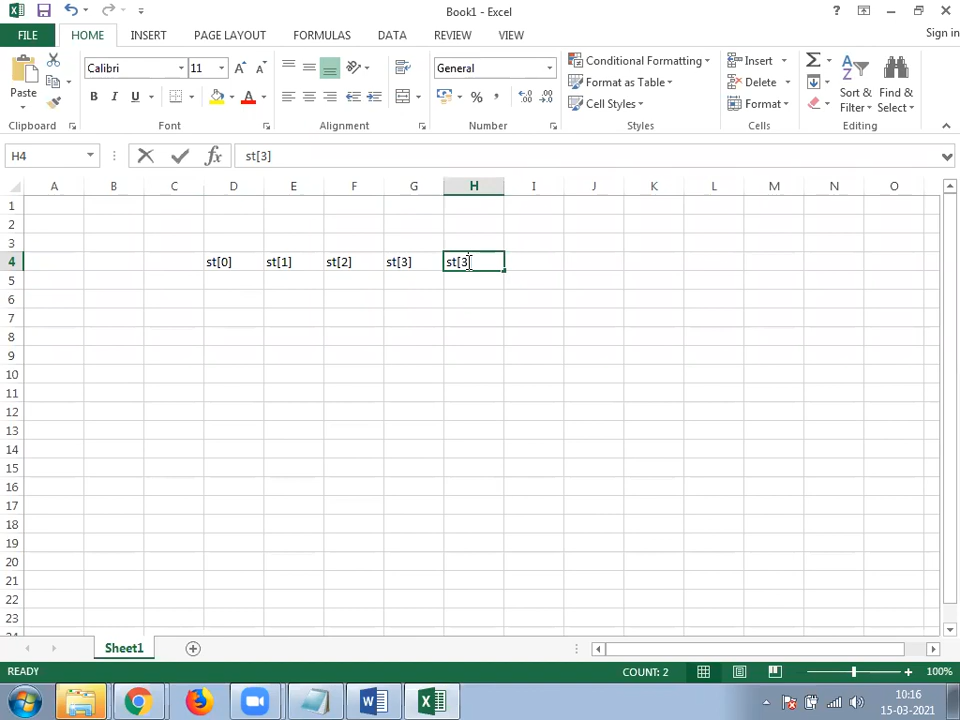 Book1 - Excel
?
FILE HOME INSERT PAGE LAYOUT FORMULAS DATA REVIEW VIEW Sign in
Paste Calibri 11 A A General Conditional Formatting Insert Σ
B I U A % , Format as Table Delete Sort & Find &
Cell Styles Format Filter Select
Clipboard Font Alignment Number Styles Cells Editing
H4 fx st[3]
A B C D E F G H I J K L M N O
1
2
3
4 st[0] st[1] st[2] st[3] st[3
5
6
7
8
9
10
11
12
13
14
15
16
17
18
19
20
21
22
23
Sheet1
READY COUNT: 2 100%
10:16
15-03-2021